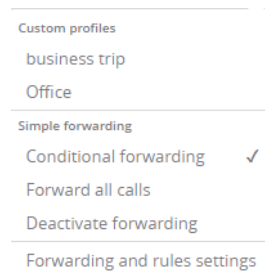 Custom profiles
business trip
Office
Simple forwarding
Conditional forwarding ✓
Forward all calls
Deactivate forwarding
Forwarding and rules settings